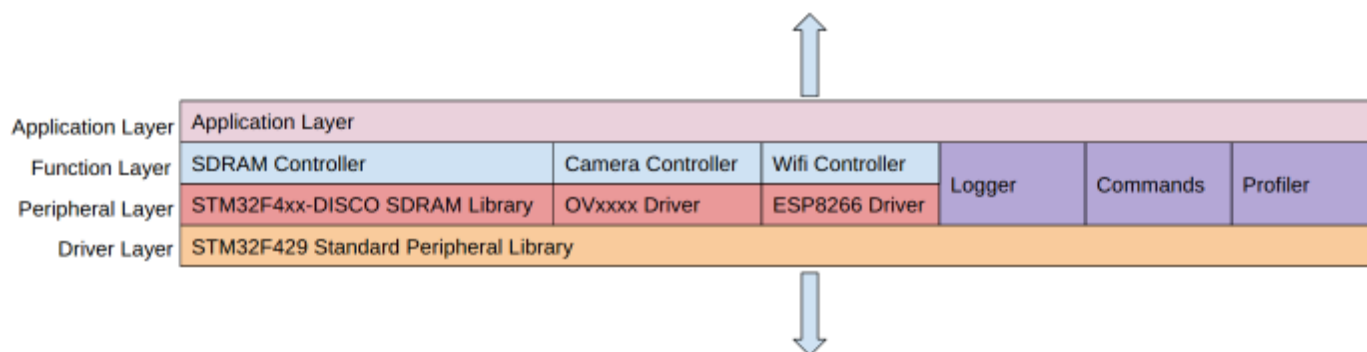 Application Layer
Application Layer
Function Layer
SDRAM Controller
Camera Controller
Wifi Controller
Logger
Commands
Profiler
Peripheral Layer
STM32F4xx-DISCO SDRAM Library
OVxxxx Driver
ESP8266 Driver
Driver Layer
STM32F429 Standard Peripheral Library